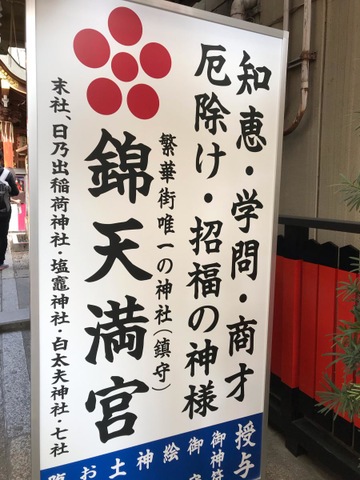 知恵・学問・商才
厄除け・招福の神様
繁華街唯一の神社(鎮守)
錦天満宮
末社、日乃出稲荷神社・塩竈神社・白太夫神社・七社
授与
御神符
御
絵
神
土
お